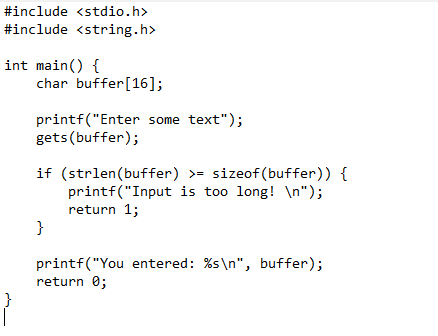 #include <stdio.h>
#include <string.h>

int main() {
    char buffer[16];

    printf("Enter some text");
    gets(buffer);

    if (strlen(buffer) >= sizeof(buffer)) {
        printf("Input is too long! \n");
        return 1;
    }

    printf("You entered: %s\n", buffer);
    return 0;
}